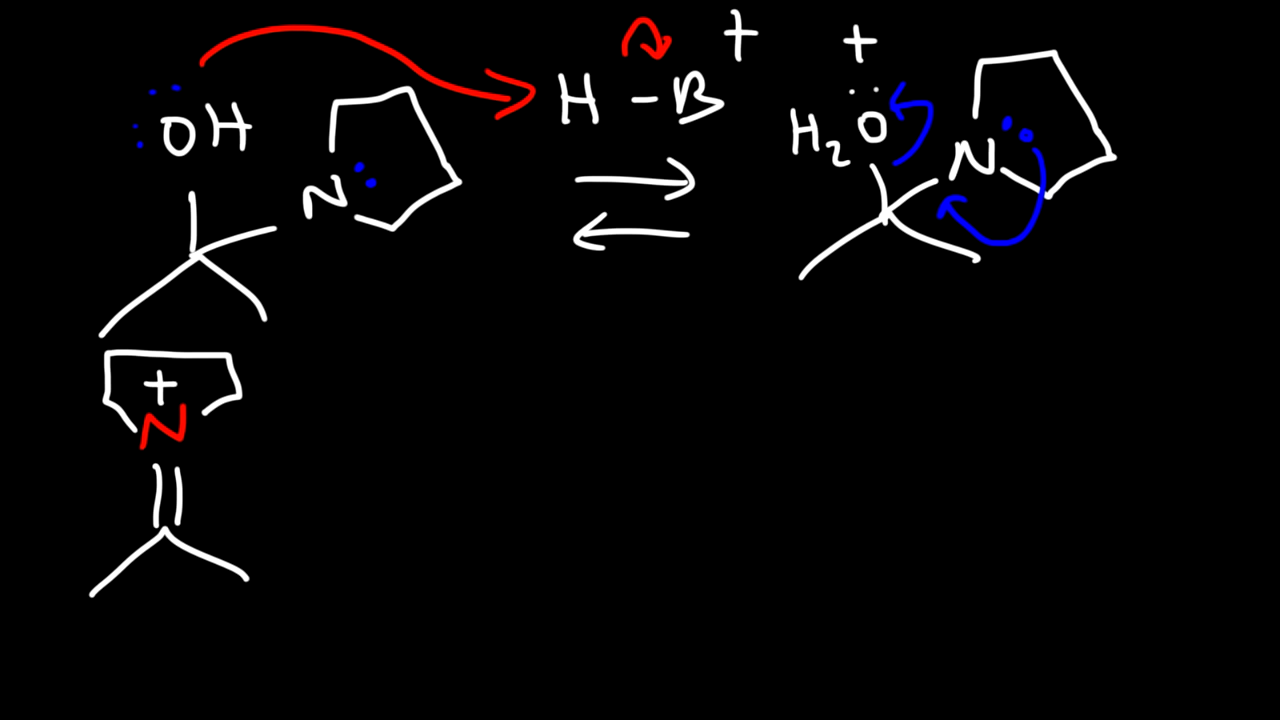 OH H-B +
N
+
H2O N
+
N